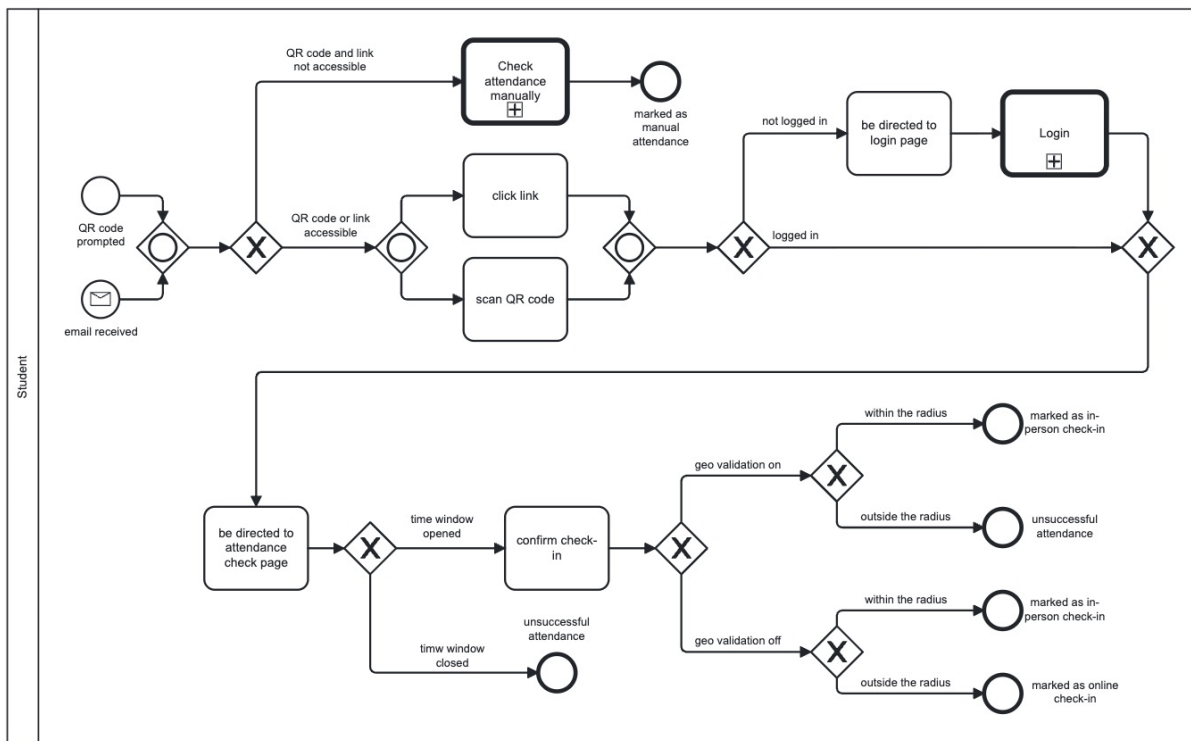 Student
QR code and link
not accessible
Check
attendance
manually
marked as
manual
attendance
not logged in
be directed to
login page
Login
QR code
prompted
QR code or link
accessible
click link
logged in
email received
scan QR code
be directed to
attendance
check page
time window
opened
confirm check-
in
unsuccessful
attendance
timw window
closed
geo validation on
within the radius
marked as in-
person check-in
outside the radius
unsuccessful
attendance
geo validation off
within the radius
marked as in-
person check-in
outside the radius
marked as online
check-in